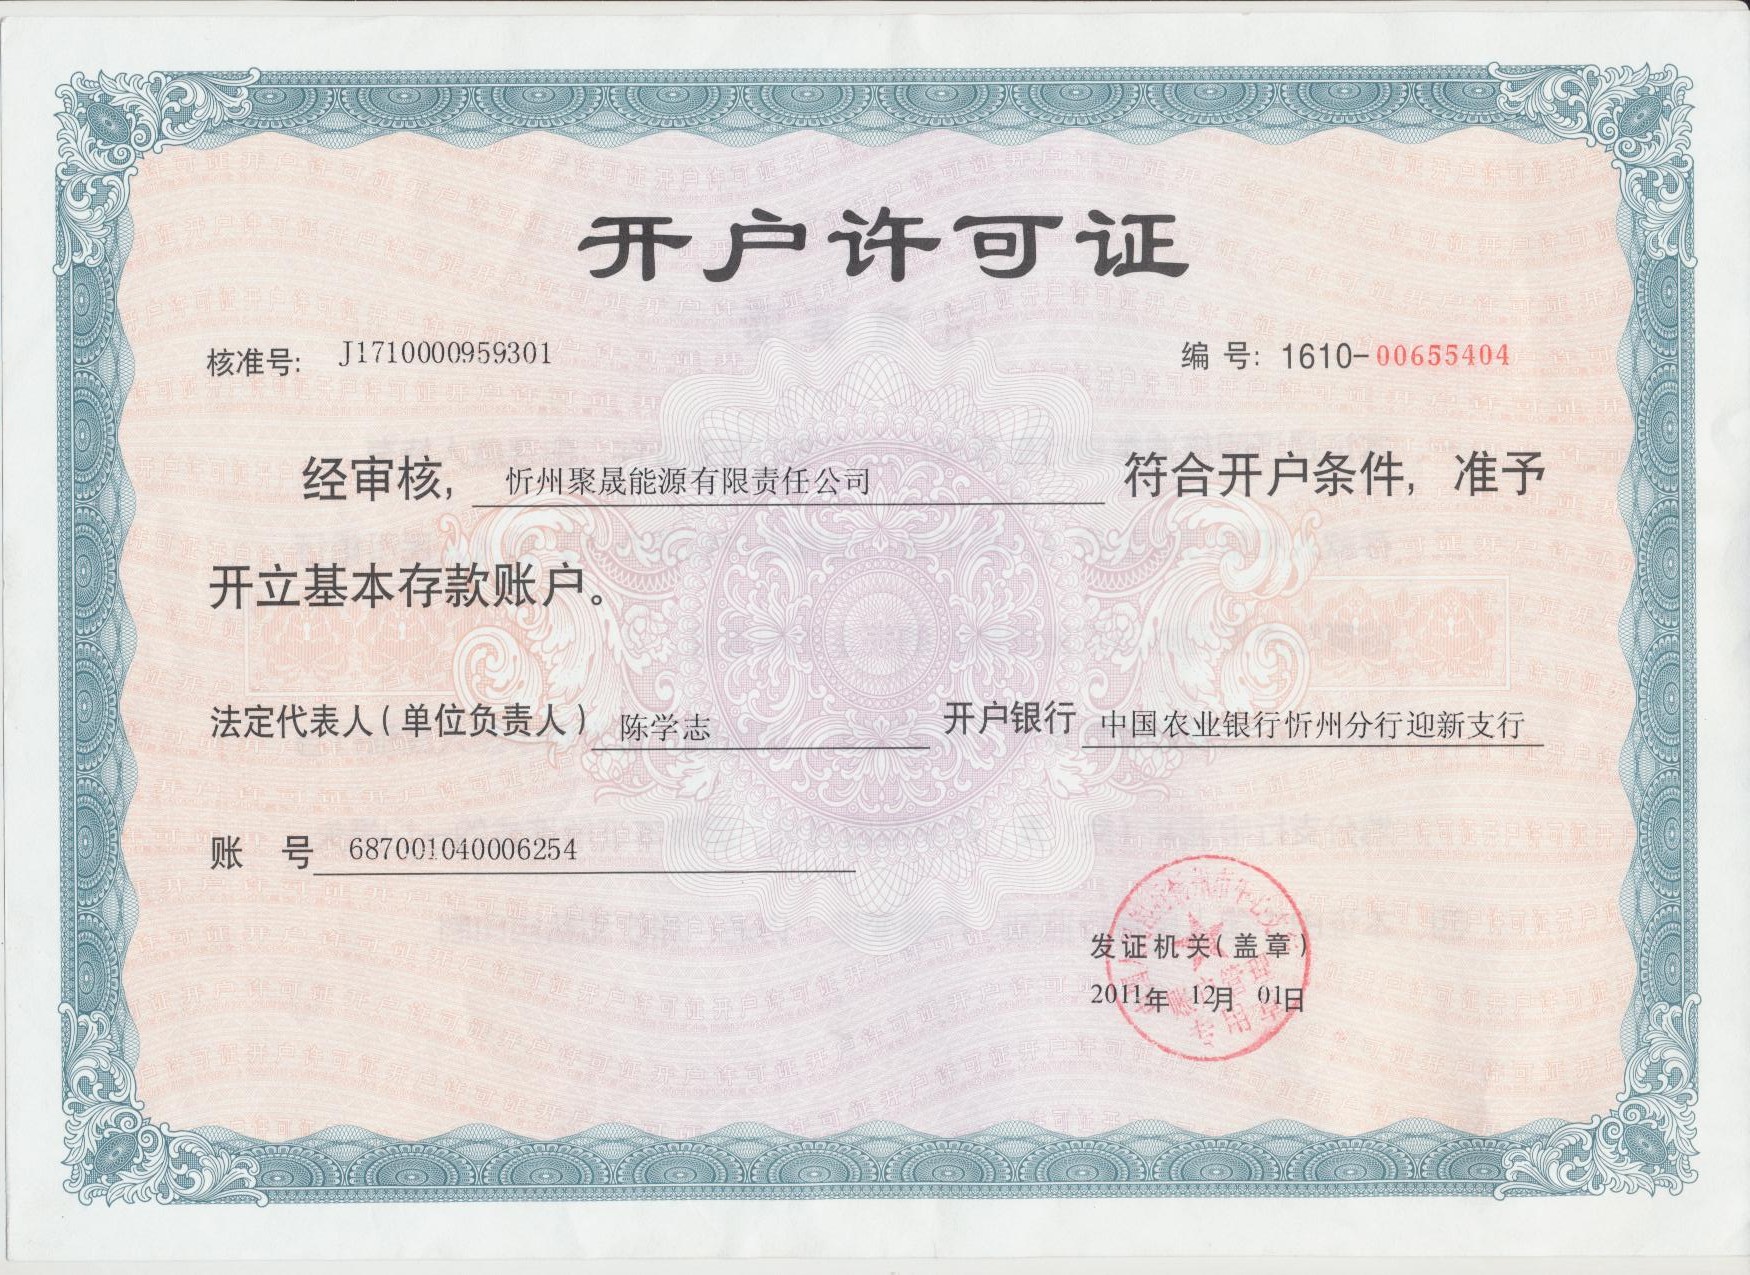 开户许可证
核准号: J1710000959301 编 号: 1610-00655404
经审核, 忻州聚晟能源有限责任公司 符合开户条件, 准予
开立基本存款账户。
法定代表人(单位负责人) 陈学志 开户银行 中国农业银行忻州分行迎新支行
账 号 687001040006254
发证机关(盖章)
2011年 12月 01日
账户管理
专用章